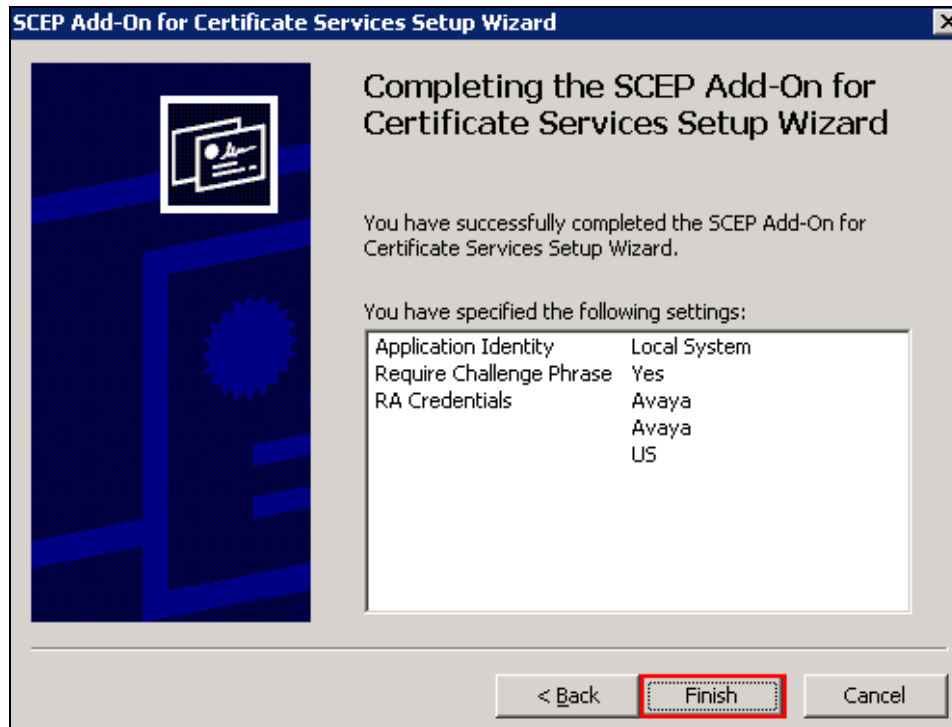 SCEP Add-On for Certificate Services Setup Wizard
Completing the SCEP Add-On for
Certificate Services Setup Wizard
You have successfully completed the SCEP Add-On for
Certificate Services Setup Wizard.
You have specified the following settings:
Application Identity Local System
Require Challenge Phrase Yes
RA Credentials Avaya
Avaya
US
< Back Finish Cancel